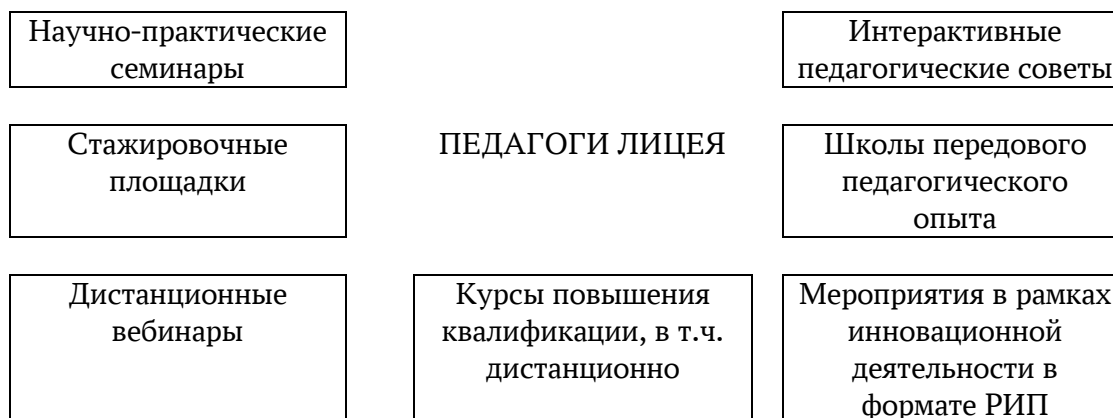 Научно-практические
семинары
Интерактивные
педагогические советы
Стажировочные
площадки
ПЕДАГОГИ ЛИЦЕЯ
Школы передового
педагогического
опыта
Дистанционные
вебинары
Курсы повышения
квалификации, в т.ч.
дистанционно
Мероприятия в рамках
инновационной
деятельности в
формате РИП